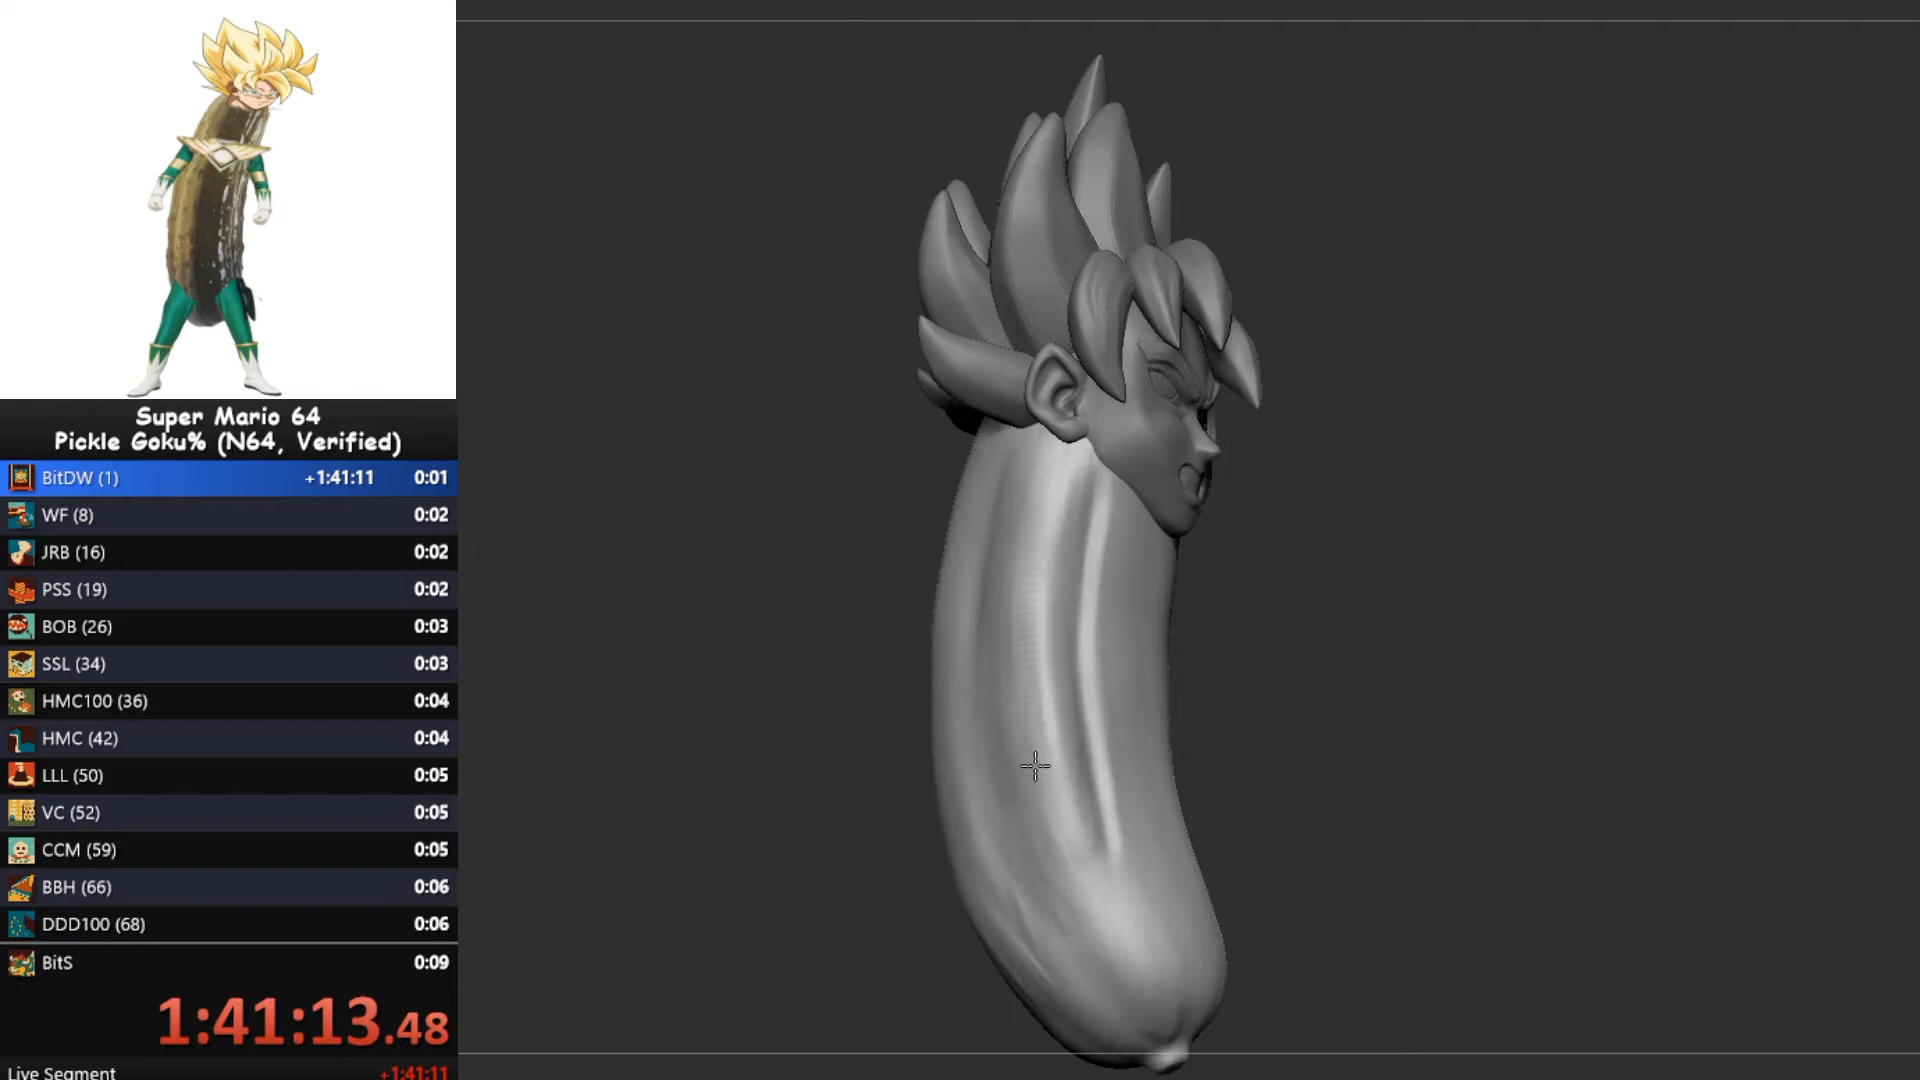 Super Mario 64
Pickle Goku% (N64, Verified)
BitDW (1) +1:41:11 0:01
WF (8) 0:02
JRB (16) 0:02
PSS (19) 0:02
BOB (26) 0:03
SSL (34) 0:03
HMC100 (36) 0:04
HMC (42) 0:04
LLL (50) 0:05
VC (52) 0:05
CCM (59) 0:05
BBH (66) 0:06
DDD100 (68) 0:06
BitS 0:09
1:41:13.48
Live Segment +1:41:11